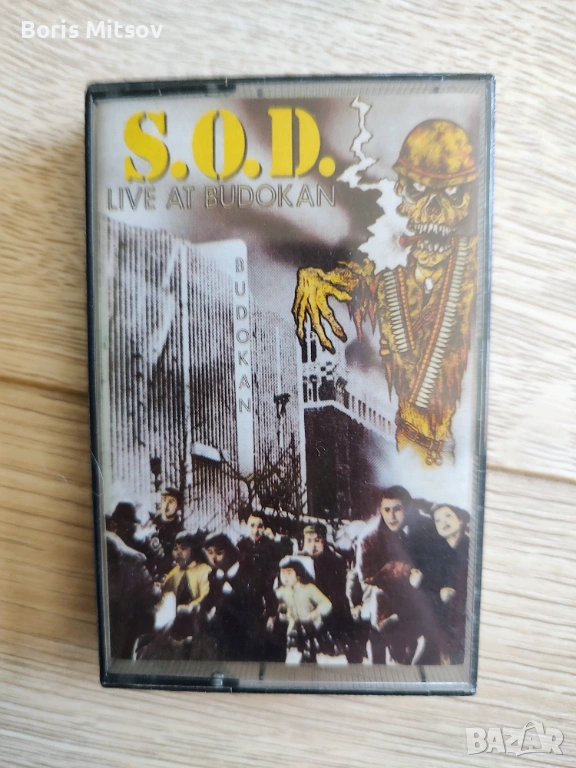 Boris Mitsov
S.O.D.
LIVE AT BUDOKAN
BUDOKAN
BAZAR